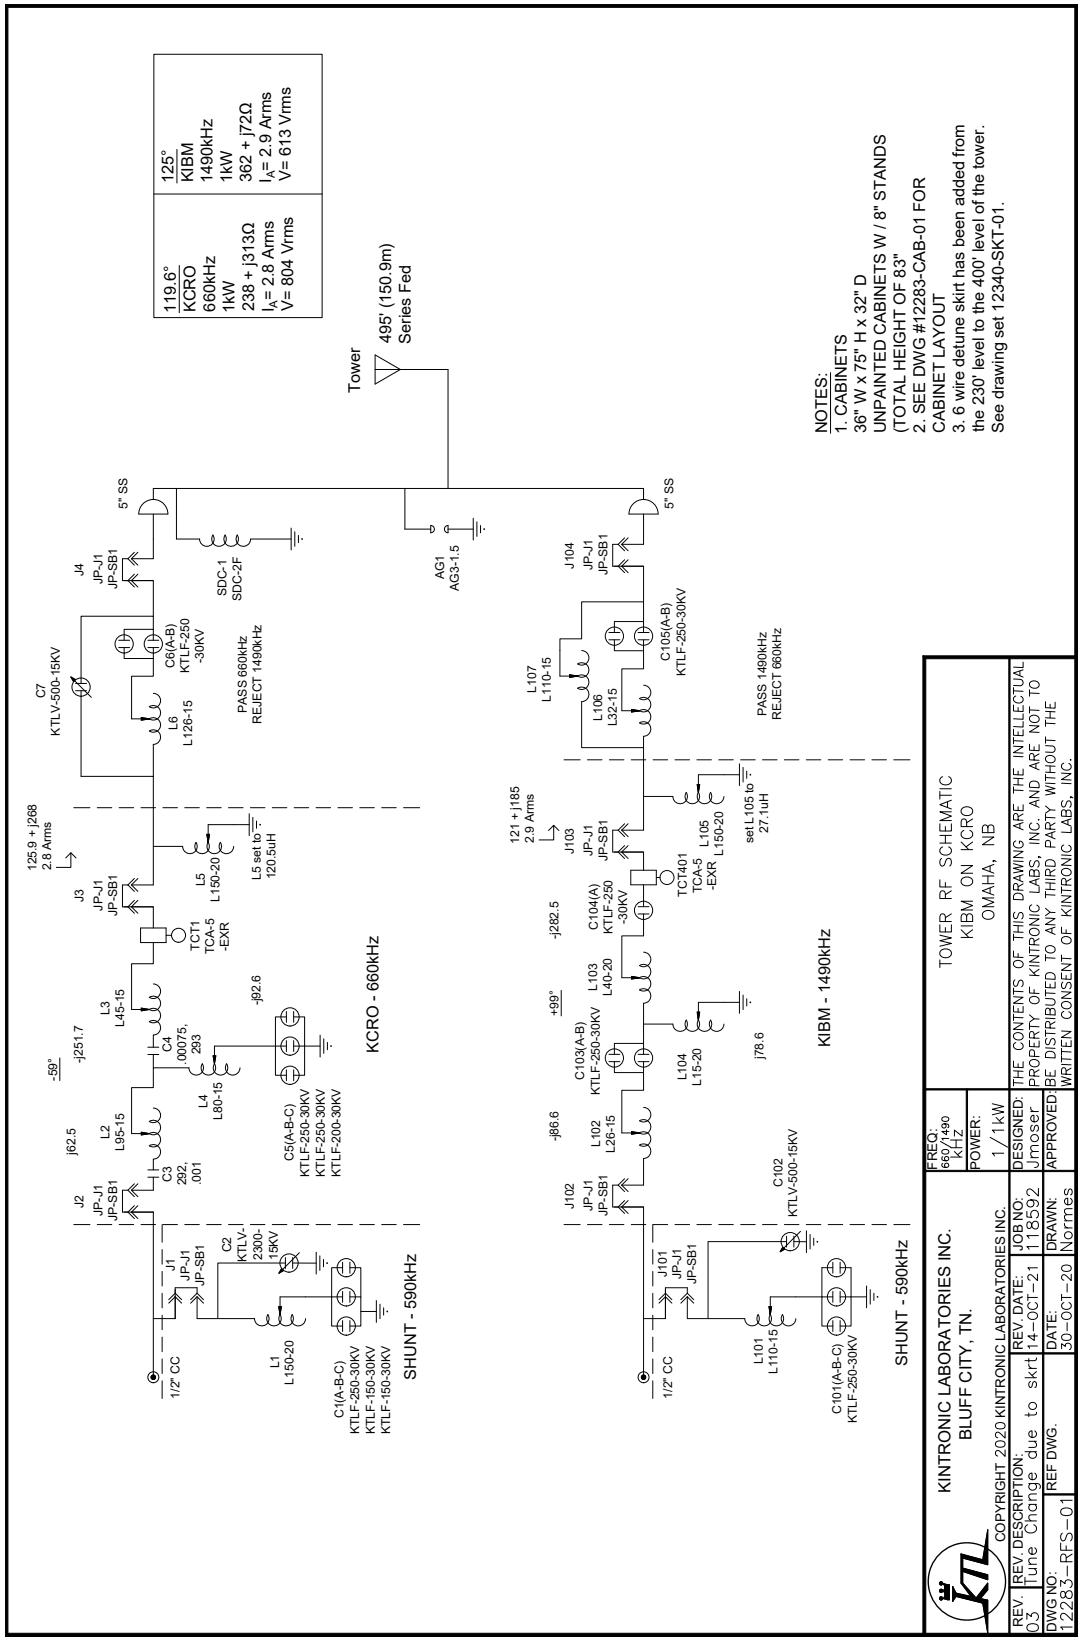 119.6°
KCRO
660kHz
1kW
238 + j313Ω
IA= 2.8 Arms
V= 804 Vrms
125°
KIBM
1490kHz
1kW
362 + j72Ω
IA= 2.9 Arms
V= 613 Vrms
Tower
495' (150.9m)
Series Fed
1/2" CC
J1
JP-J1
JP-SB1
C2
KTLV-
2300-
15KV
L1
L150-20
C1(A-B-C)
KTLF-250-30KV
KTLF-150-30KV
KTLF-150-30KV
SHUNT - 590kHz
J2
JP-J1
JP-SB1
C3
292,
.001
j62.5
L2
L95-15
-59°
-j251.7
C4
.00075,
293
L4
L80-15
C5(A-B-C)
KTLF-250-30KV
KTLF-250-30KV
KTLF-200-30KV
-j92.6
L3
L45-15
TCT1
TCA-5
-EXR
J3
JP-J1
JP-SB1
125.9 + j268
2.8 Arms
L5
L150-20
L5 set to
120.5uH
KCRO - 660kHz
C7
KTLV-500-15KV
L6
L126-15
C6(A-B)
KTLF-250
-30KV
PASS 660kHz
REJECT 1490kHz
J4
JP-J1
JP-SB1
5" SS
SDC-1
SDC-2F
AG1
AG3-1.5
1/2" CC
J101
JP-J1
JP-SB1
C102
KTLV-500-15KV
L101
L110-15
C101(A-B-C)
KTLF-250-30KV
SHUNT - 590kHz
J102
JP-J1
JP-SB1
-j86.6
L102
L26-15
C103(A-B)
KTLF-250-30KV
+99°
L104
L15-20
j78.6
L103
L40-20
-j282.5
C104(A)
KTLF-250
-30KV
TCT401
TCA-5
-EXR
J103
JP-J1
JP-SB1
121 + j185
2.9 Arms
L105
L150-20
set L105 to
27.1uH
KIBM - 1490kHz
L107
L110-15
L106
L32-15
C105(A-B)
KTLF-250-30KV
PASS 1490kHz
REJECT 660kHz
J104
JP-J1
JP-SB1
5" SS
NOTES:
1. CABINETS
36" W x 75" H x 32" D
UNPAINTED CABINETS W / 8" STANDS
(TOTAL HEIGHT OF 83"
2. SEE DWG #12283-CAB-01 FOR
CABINET LAYOUT
3. 6 wire detune skirt has been added from
the 230' level to the 400' level of the tower.
See drawing set 12340-SKT-01.
KTL
KINTRONIC LABORATORIES INC.
BLUFF CITY, TN.
COPYRIGHT 2020 KINTRONIC LABORATORIES INC.
FREQ:
660/1490
kHz
POWER:
1/1kW
TOWER RF SCHEMATIC
KIBM ON KCRO
OMAHA, NB
REV.
03
REV. DESCRIPTION:
Tune Change due to skrt
REV. DATE:
14-OCT-21
JOB NO:
118592
DESIGNED:
Jmoser
DWG NO:
12283-RFS-01
REF DWG.
DATE:
30-OCT-20
DRAWN:
Normes
APPROVED:
THE CONTENTS OF THIS DRAWING ARE THE INTELLECTUAL
PROPERTY OF KINTRONIC LABS, INC. AND ARE NOT TO
BE DISTRIBUTED TO ANY THIRD PARTY WITHOUT THE
WRITTEN CONSENT OF KINTRONIC LABS, INC.